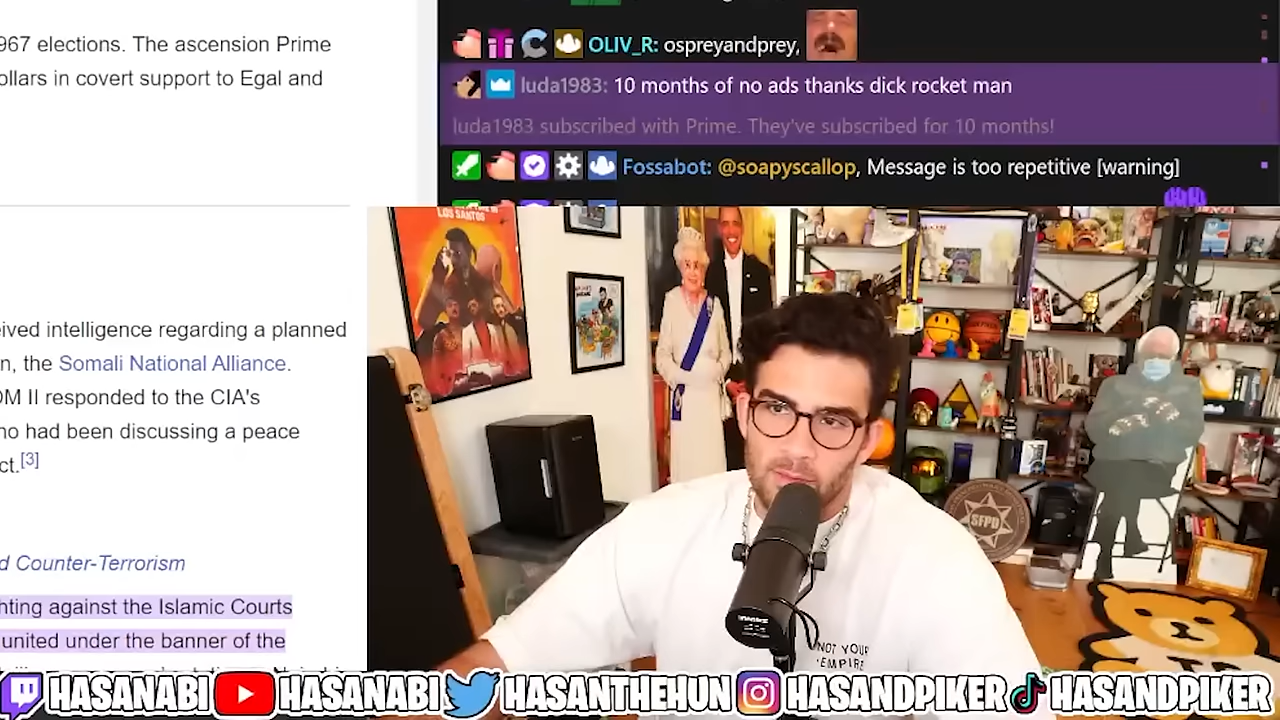 967 elections. The ascension Prime
ollars in covert support to Egal and
eived intelligence regarding a planned
n, the Somali National Alliance.
OM II responded to the CIA's
ho had been discussing a peace
ct.[3]
d Counter-Terrorism
hting against the Islamic Courts
united under the banner of the
OLIV_R: ospreyandprey,
luda1983: 10 months of no ads thanks dick rocket man
luda1983 subscribed with Prime. They've subscribed for 10 months!
Fossabot: @soapyscallop, Message is too repetitive [warning]
LOS SANTOS
SFPD
NOT YOUR
EMPIRE
HASANABI HASANABI HASANTHEHUN HASANDPIKER HASANDPIKER